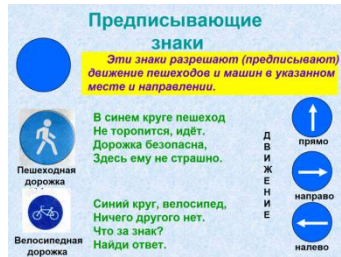 Предписывающие
знаки
Эти знаки разрешают (предписывают)
движение пешеходов и машин в указанном
месте и направлении.
В синем круге пешеход
Не торопится, идёт.
Дорожка безопасна,
Здесь ему не страшно.
Пешеходная
дорожка
Синий круг, велосипед,
Ничего другого нет.
Что за знак?
Найди ответ.
Велосипедная
дорожка
Д
В
И
Ж
Е
Н
И
Е
прямо
направо
налево